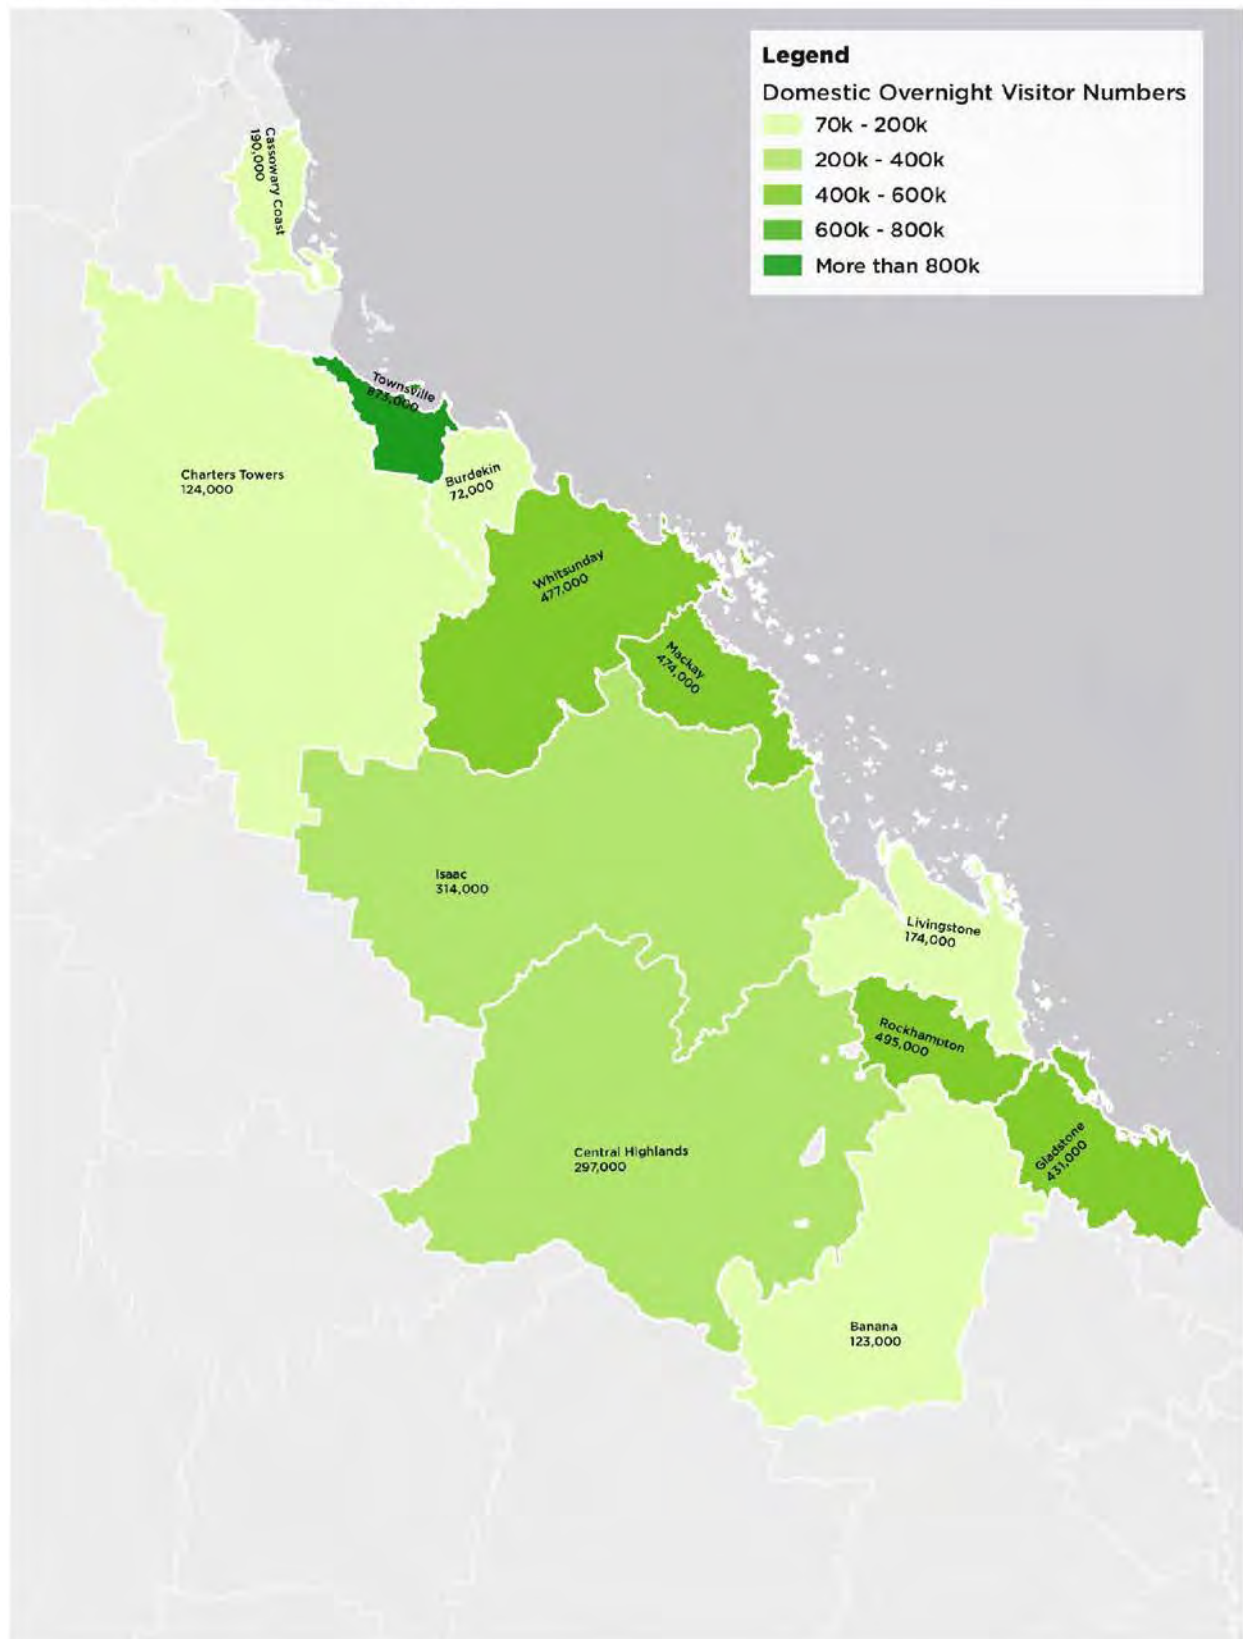 Legend
Domestic Overnight Visitor Numbers
70k - 200k
200k - 400k
400k - 600k
600k - 800k
More than 800k
Cassowary Coast
190,000
Townsville
873,000
Charters Towers
124,000
Burdekin
72,000
Whitsunday
477,000
Mackay
474,000
Isaac
314,000
Livingstone
174,000
Rockhampton
495,000
Central Highlands
297,000
Gladstone
431,000
Banana
123,000